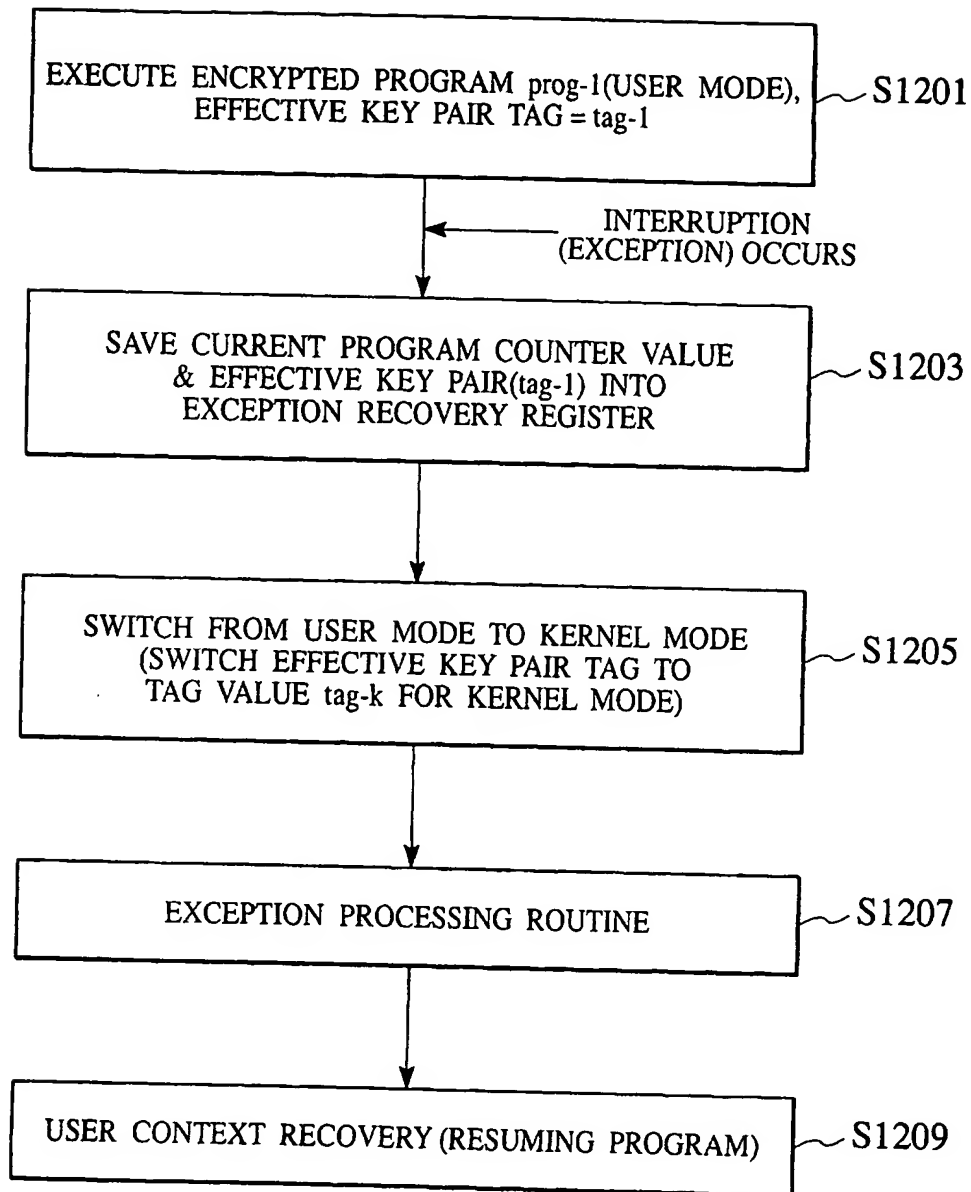 EXECUTE ENCRYPTED PROGRAM prog-1(USER MODE),
EFFECTIVE KEY PAIR TAG = tag-1
S1201
INTERRUPTION
(EXCEPTION) OCCURS
SAVE CURRENT PROGRAM COUNTER VALUE
& EFFECTIVE KEY PAIR(tag-1) INTO
EXCEPTION RECOVERY REGISTER
S1203
SWITCH FROM USER MODE TO KERNEL MODE
(SWITCH EFFECTIVE KEY PAIR TAG TO
TAG VALUE tag-k FOR KERNEL MODE)
S1205
EXCEPTION PROCESSING ROUTINE
S1207
USER CONTEXT RECOVERY (RESUMING PROGRAM)
S1209